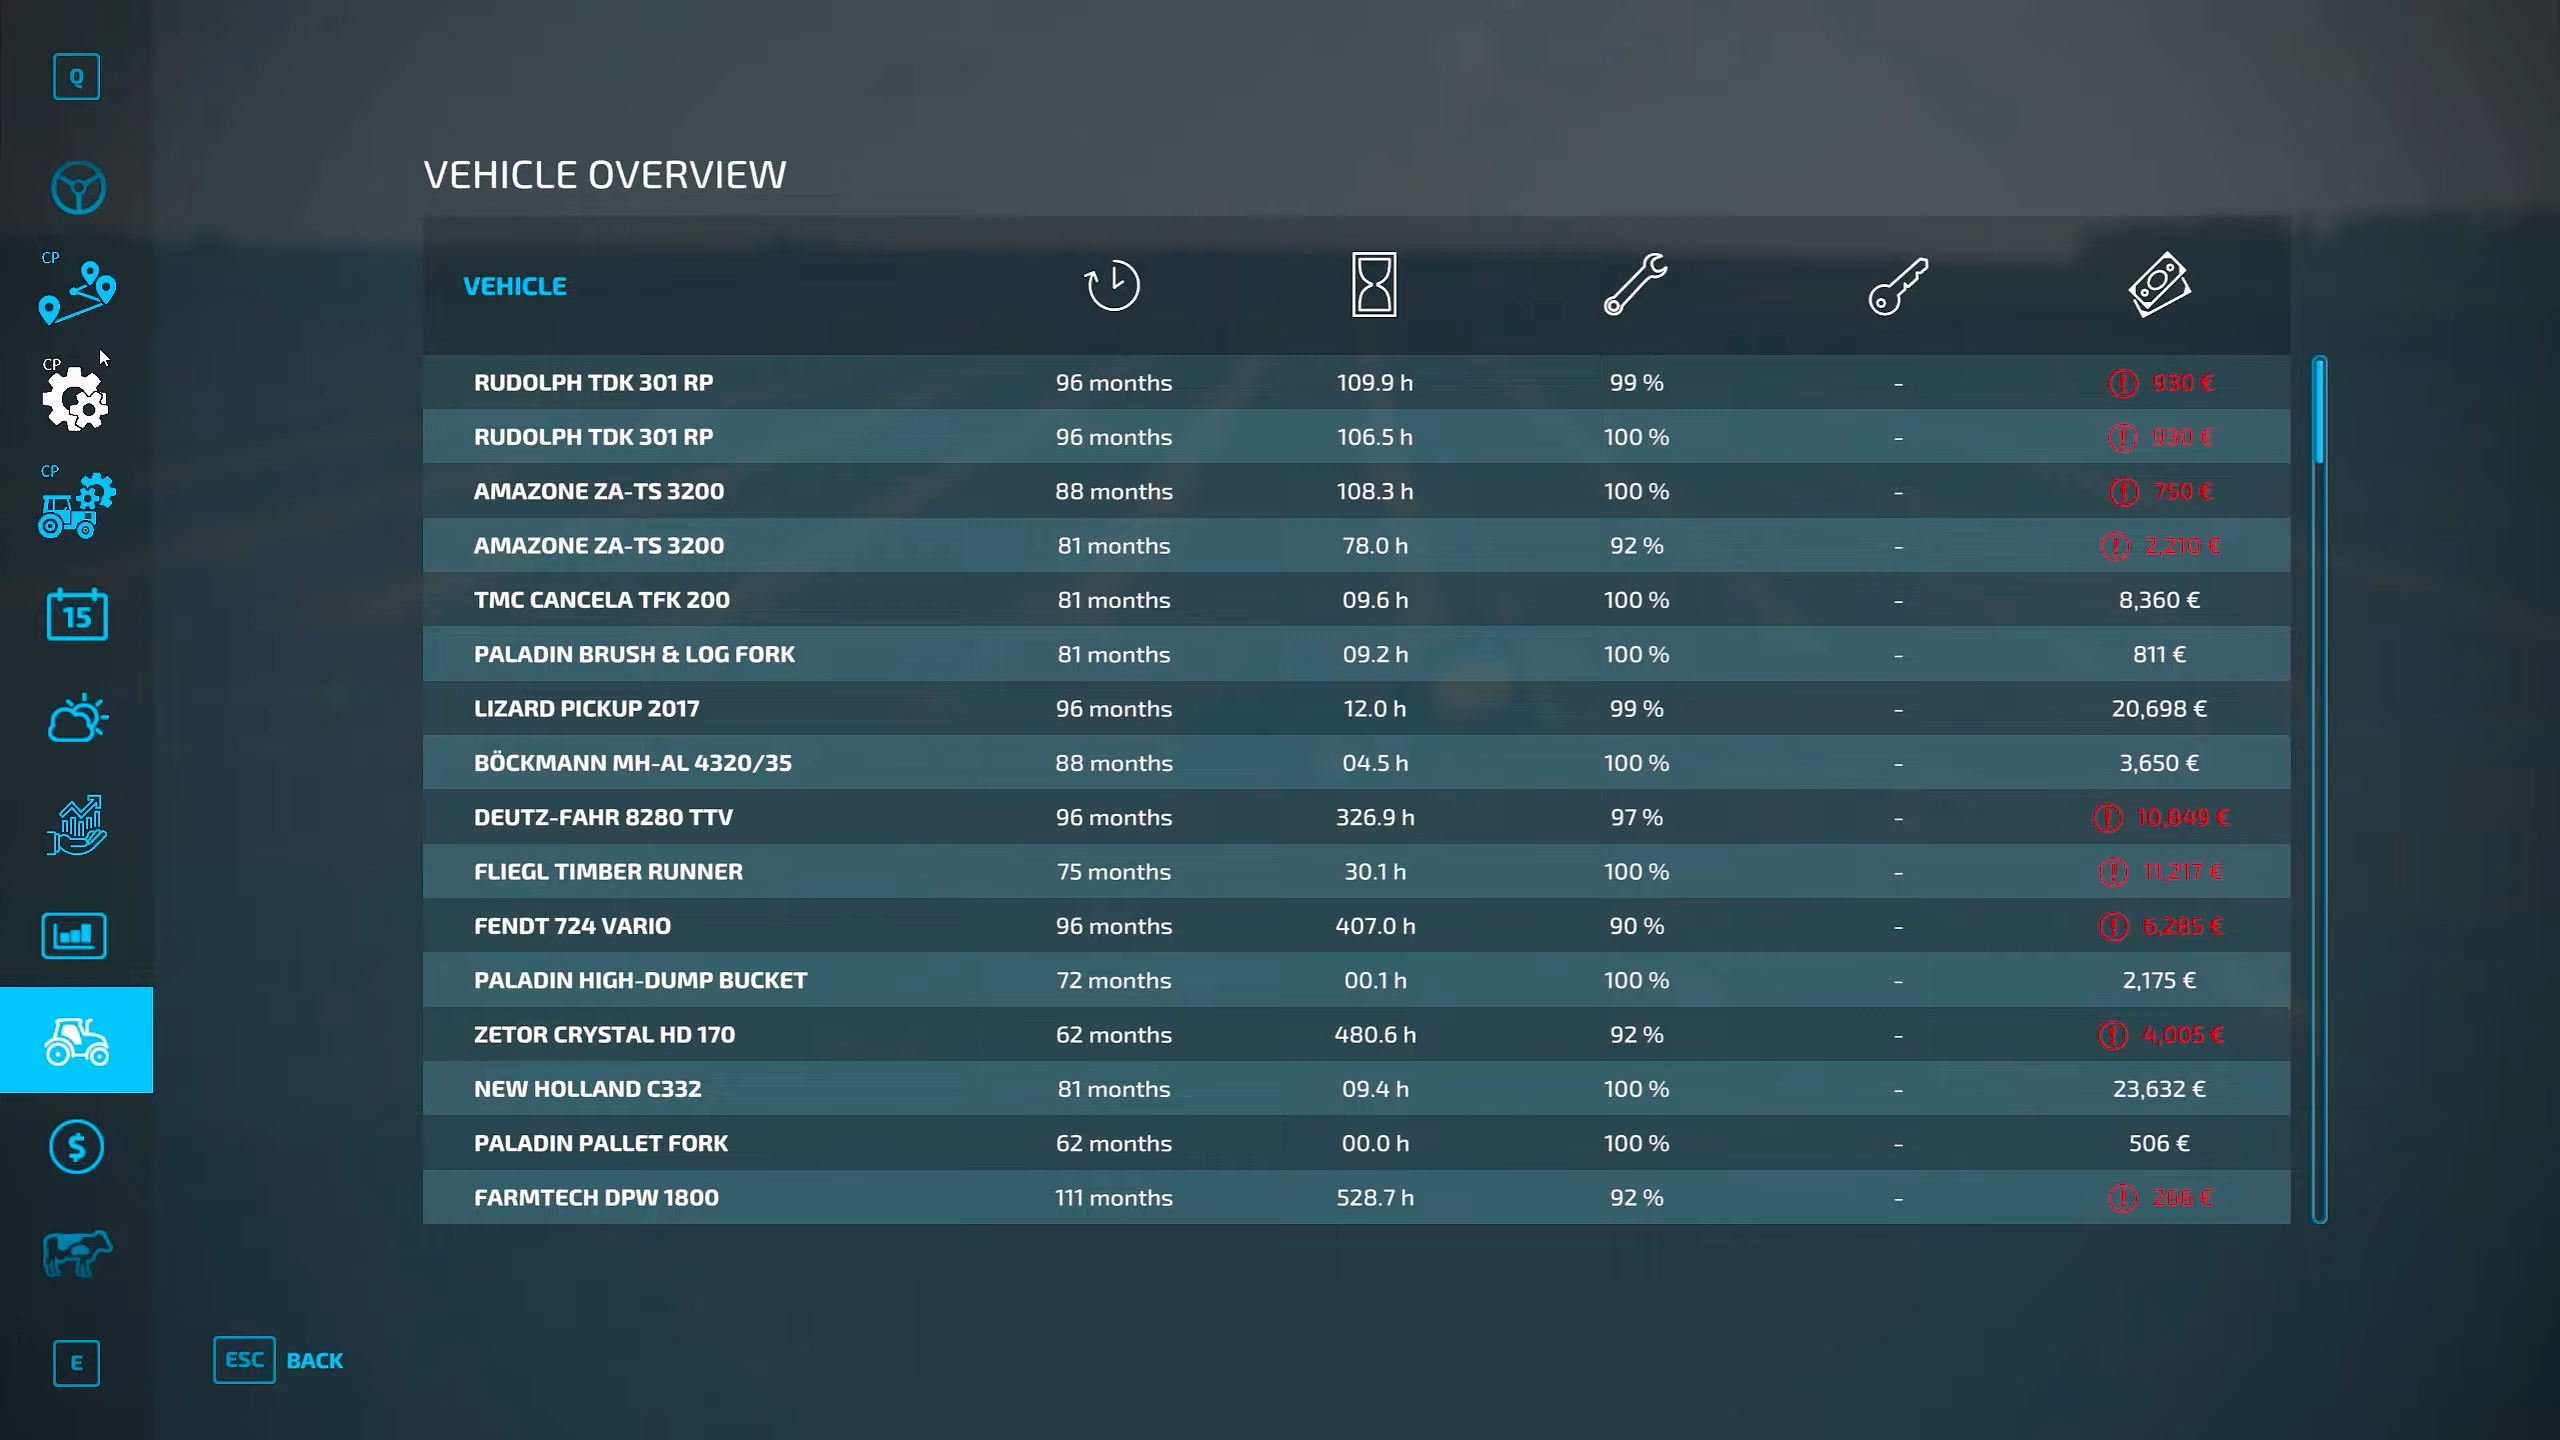 Q
CP
CP
CP
15
$
E
VEHICLE OVERVIEW
VEHICLE
RUDOLPH TDK 301 RP 96 months 109.9 h 99 % - 930 €
RUDOLPH TDK 301 RP 96 months 106.5 h 100 % - 930 €
AMAZONE ZA-TS 3200 88 months 108.3 h 100 % - 750 €
AMAZONE ZA-TS 3200 81 months 78.0 h 92 % - 2,210 €
TMC CANCELA TFK 200 81 months 09.6 h 100 % - 8,360 €
PALADIN BRUSH & LOG FORK 81 months 09.2 h 100 % - 811 €
LIZARD PICKUP 2017 96 months 12.0 h 99 % - 20,698 €
BÖCKMANN MH-AL 4320/35 88 months 04.5 h 100 % - 3,650 €
DEUTZ-FAHR 8280 TTV 96 months 326.9 h 97 % - 10,849 €
FLIEGL TIMBER RUNNER 75 months 30.1 h 100 % - 11,217 €
FENDT 724 VARIO 96 months 407.0 h 90 % - 6,285 €
PALADIN HIGH-DUMP BUCKET 72 months 00.1 h 100 % - 2,175 €
ZETOR CRYSTAL HD 170 62 months 480.6 h 92 % - 4,005 €
NEW HOLLAND C332 81 months 09.4 h 100 % - 23,632 €
PALADIN PALLET FORK 62 months 00.0 h 100 % - 506 €
FARMTECH DPW 1800 111 months 528.7 h 92 % - 266 €
ESC BACK